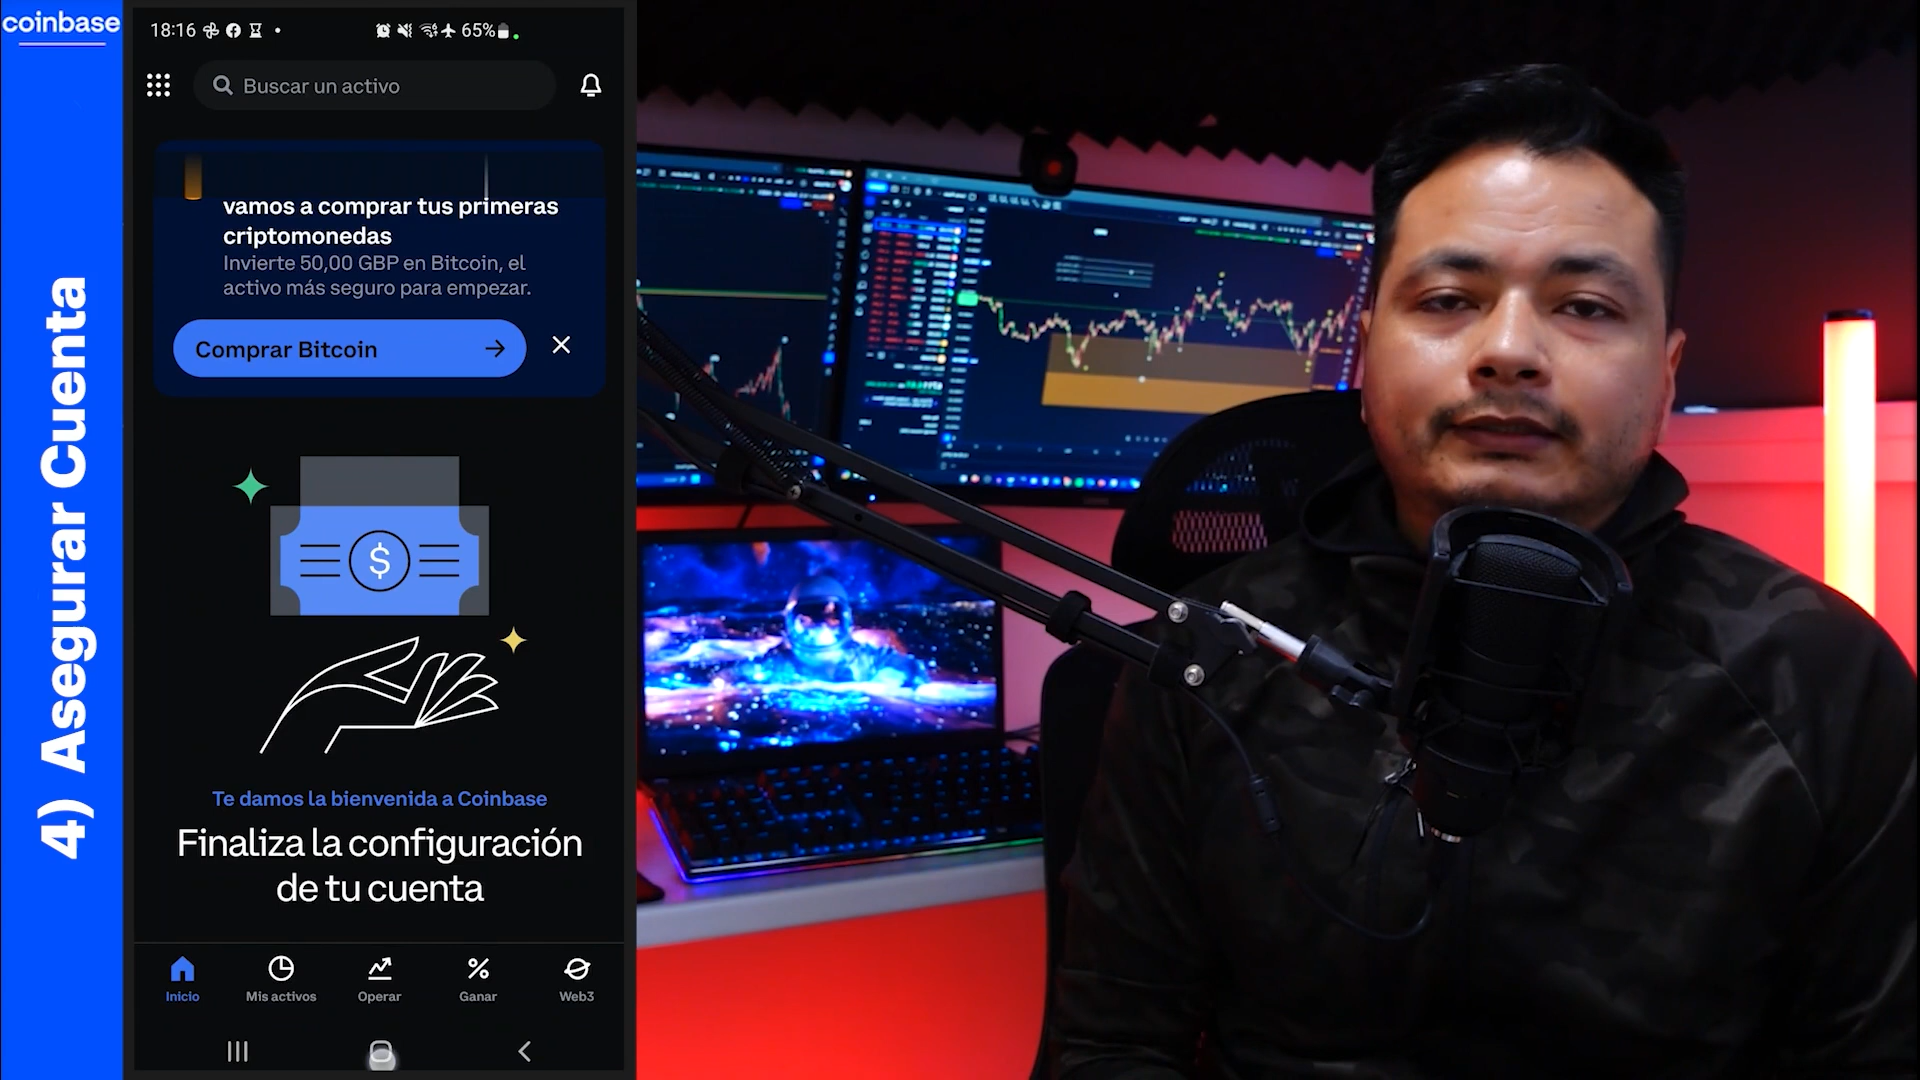 coinbase
4) Asegurar Cuenta
18:16
65%
Buscar un activo
vamos a comprar tus primeras
criptomonedas
Invierte 50,00 GBP en Bitcoin, el
activo más seguro para empezar.
Comprar Bitcoin
$
Te damos la bienvenida a Coinbase
Finaliza la configuración
de tu cuenta
Inicio
Mis activos
Operar
Ganar
Web3